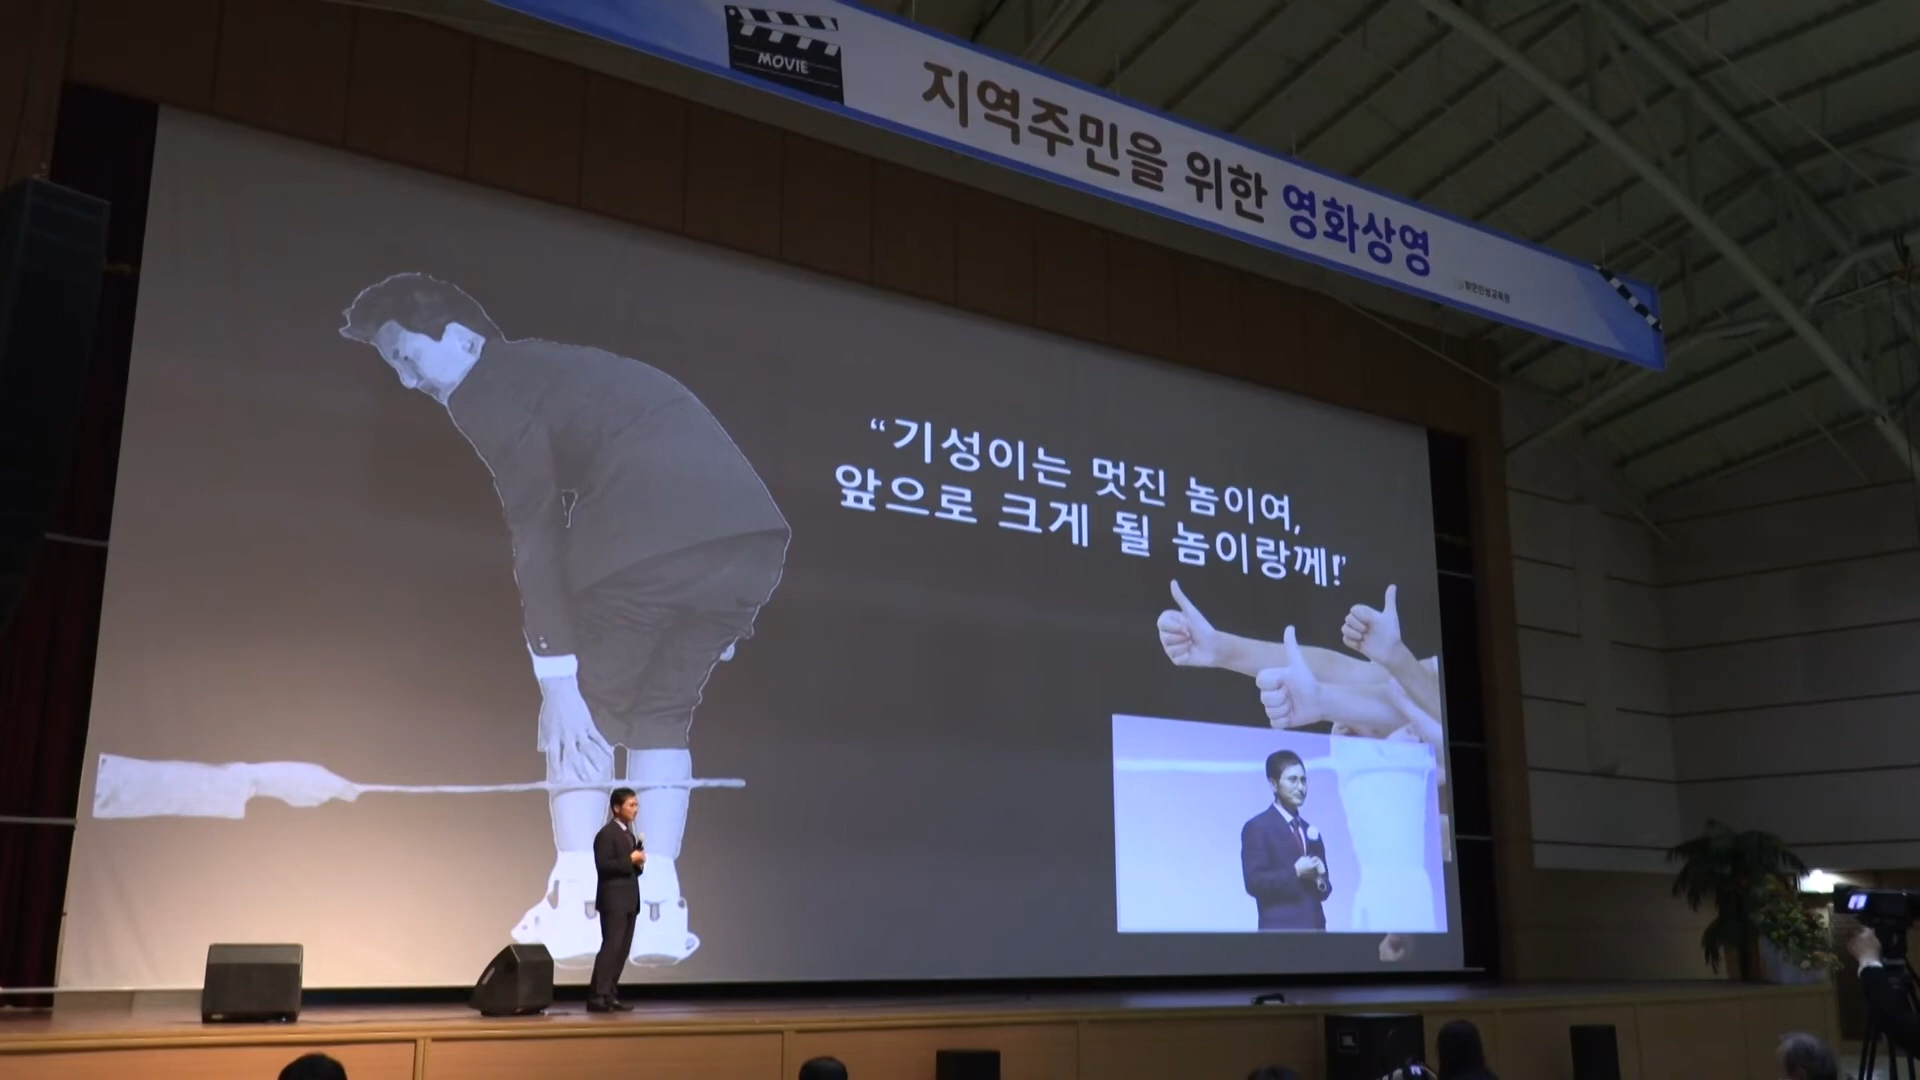 MOVIE
지역주민을 위한 영화상영
“기성이는 멋진 놈이여,
앞으로 크게 될 놈이랑께!”
JBL
N